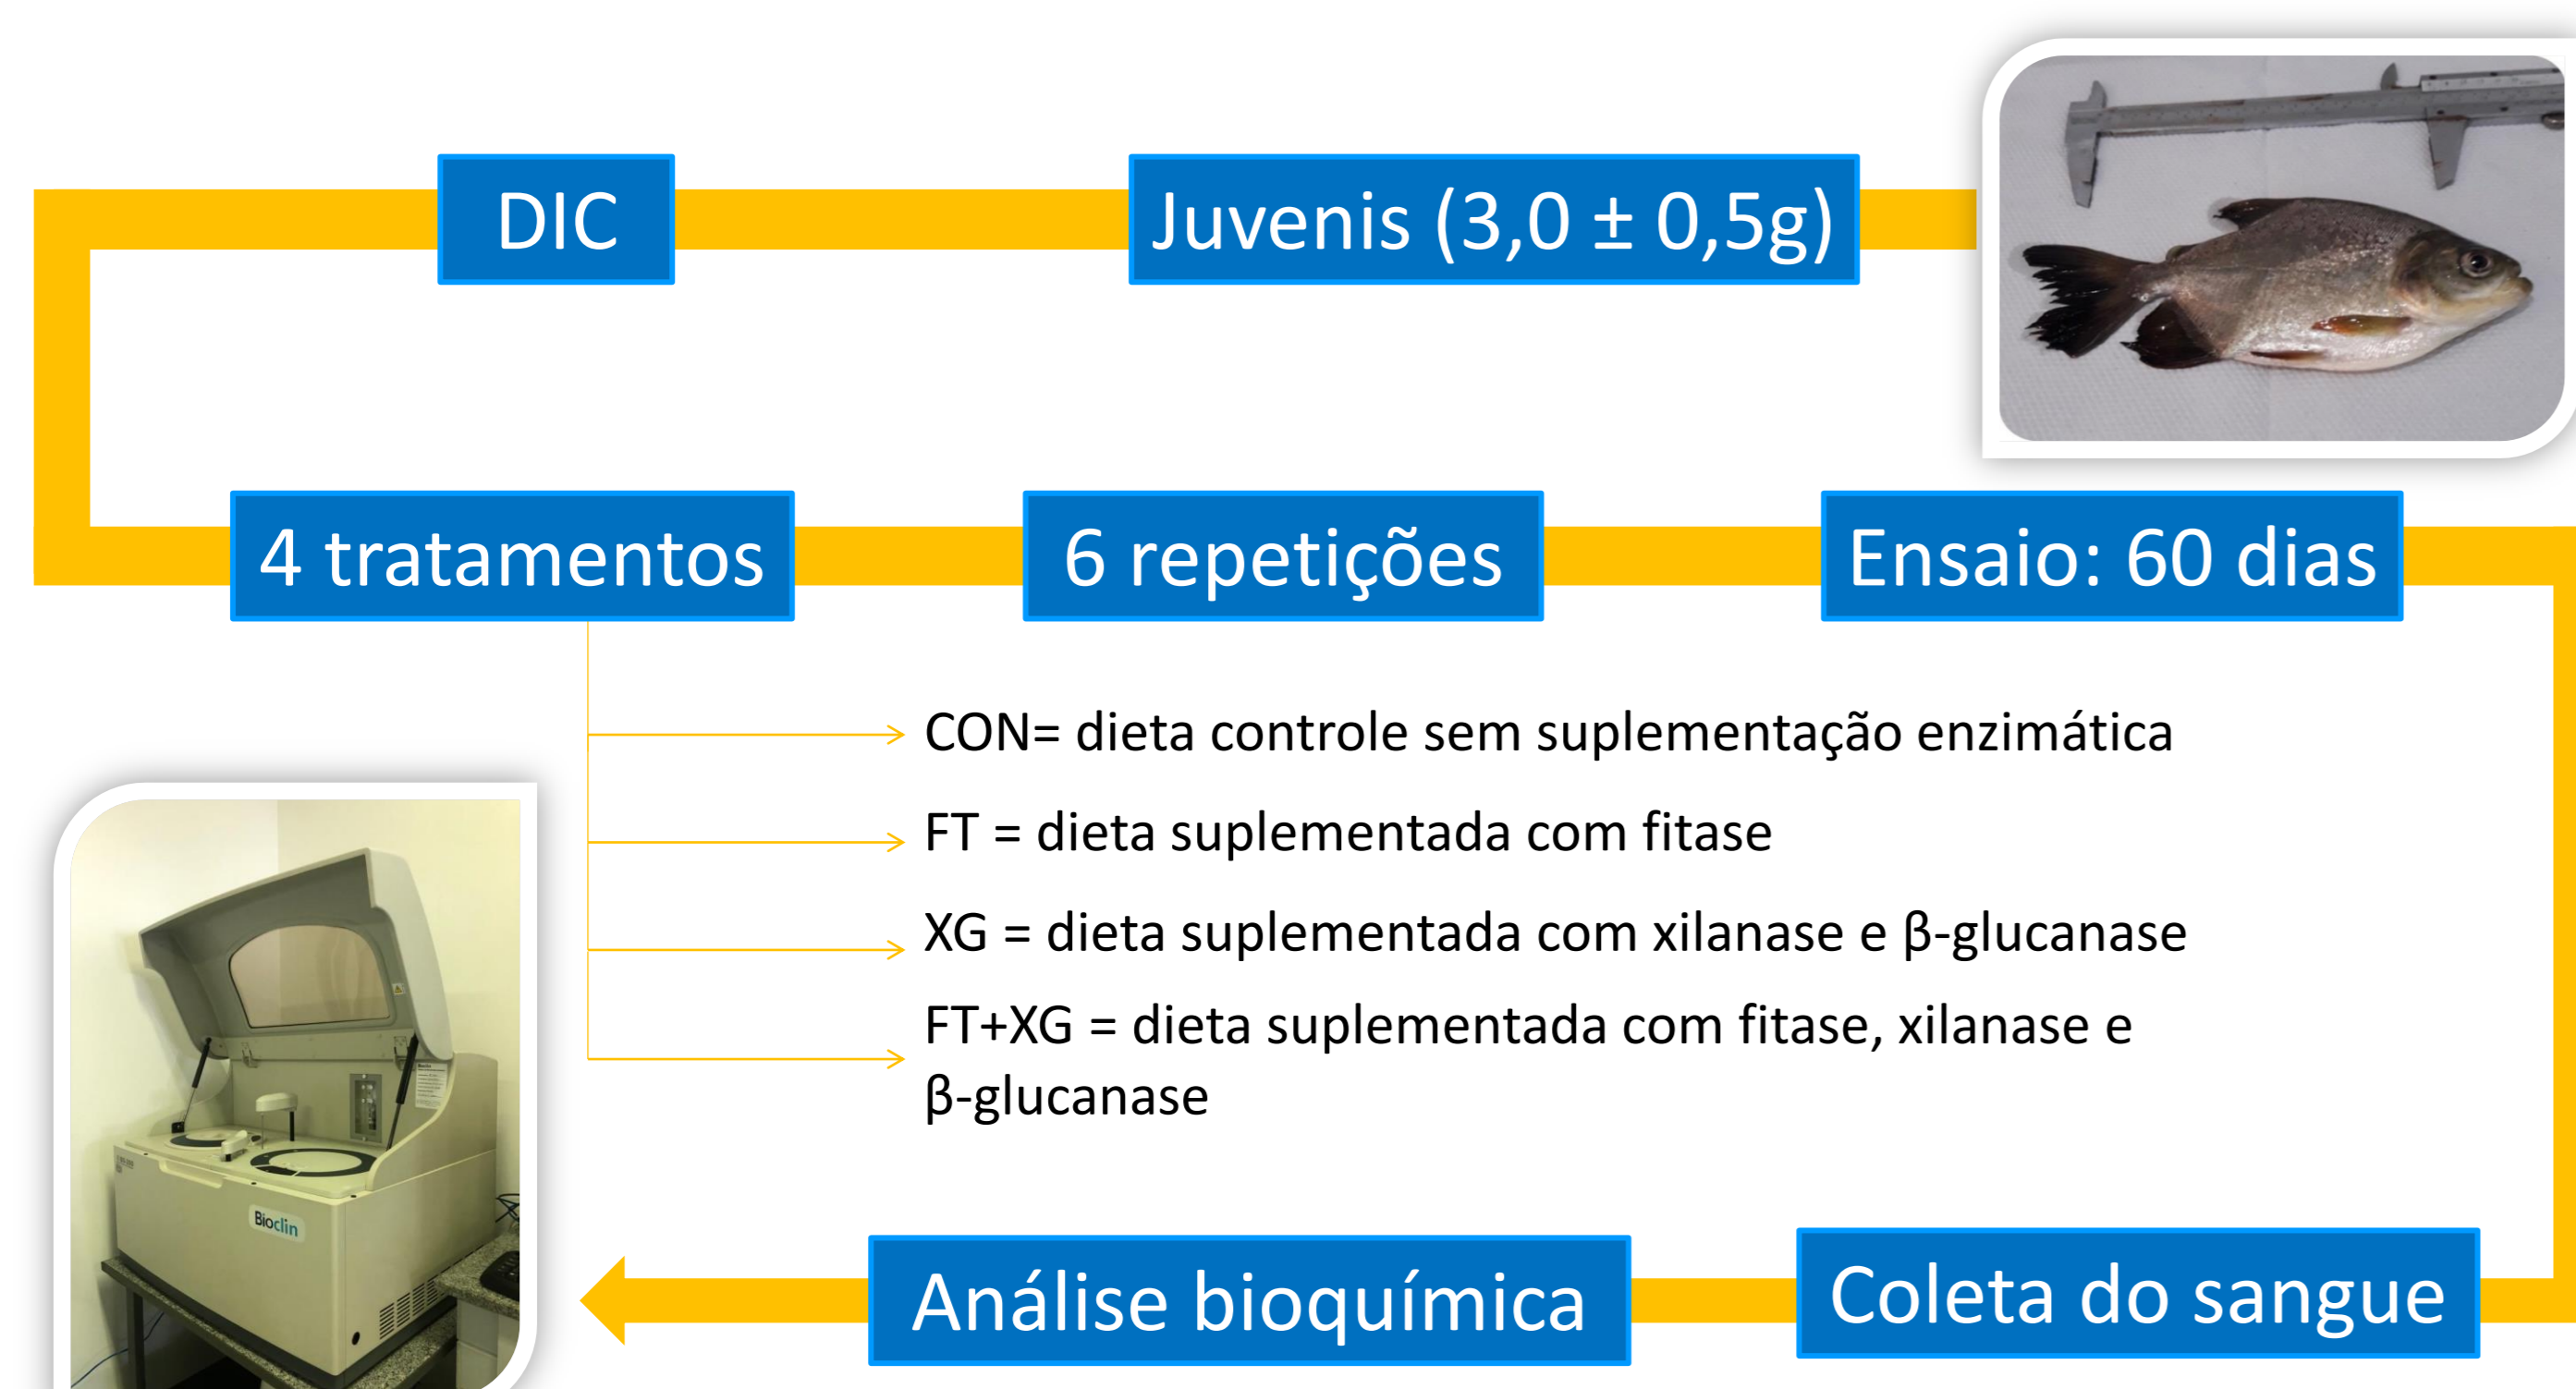 DIC
Juvenis (3,0 ± 0,5g)
4 tratamentos
6 repetições
Ensaio: 60 dias
CON= dieta controle sem suplementação enzimática
FT = dieta suplementada com fitase
XG = dieta suplementada com xilanase e β-glucanase
FT+XG = dieta suplementada com fitase, xilanase e
β-glucanase
Bioclin
Análise bioquímica
Coleta do sangue